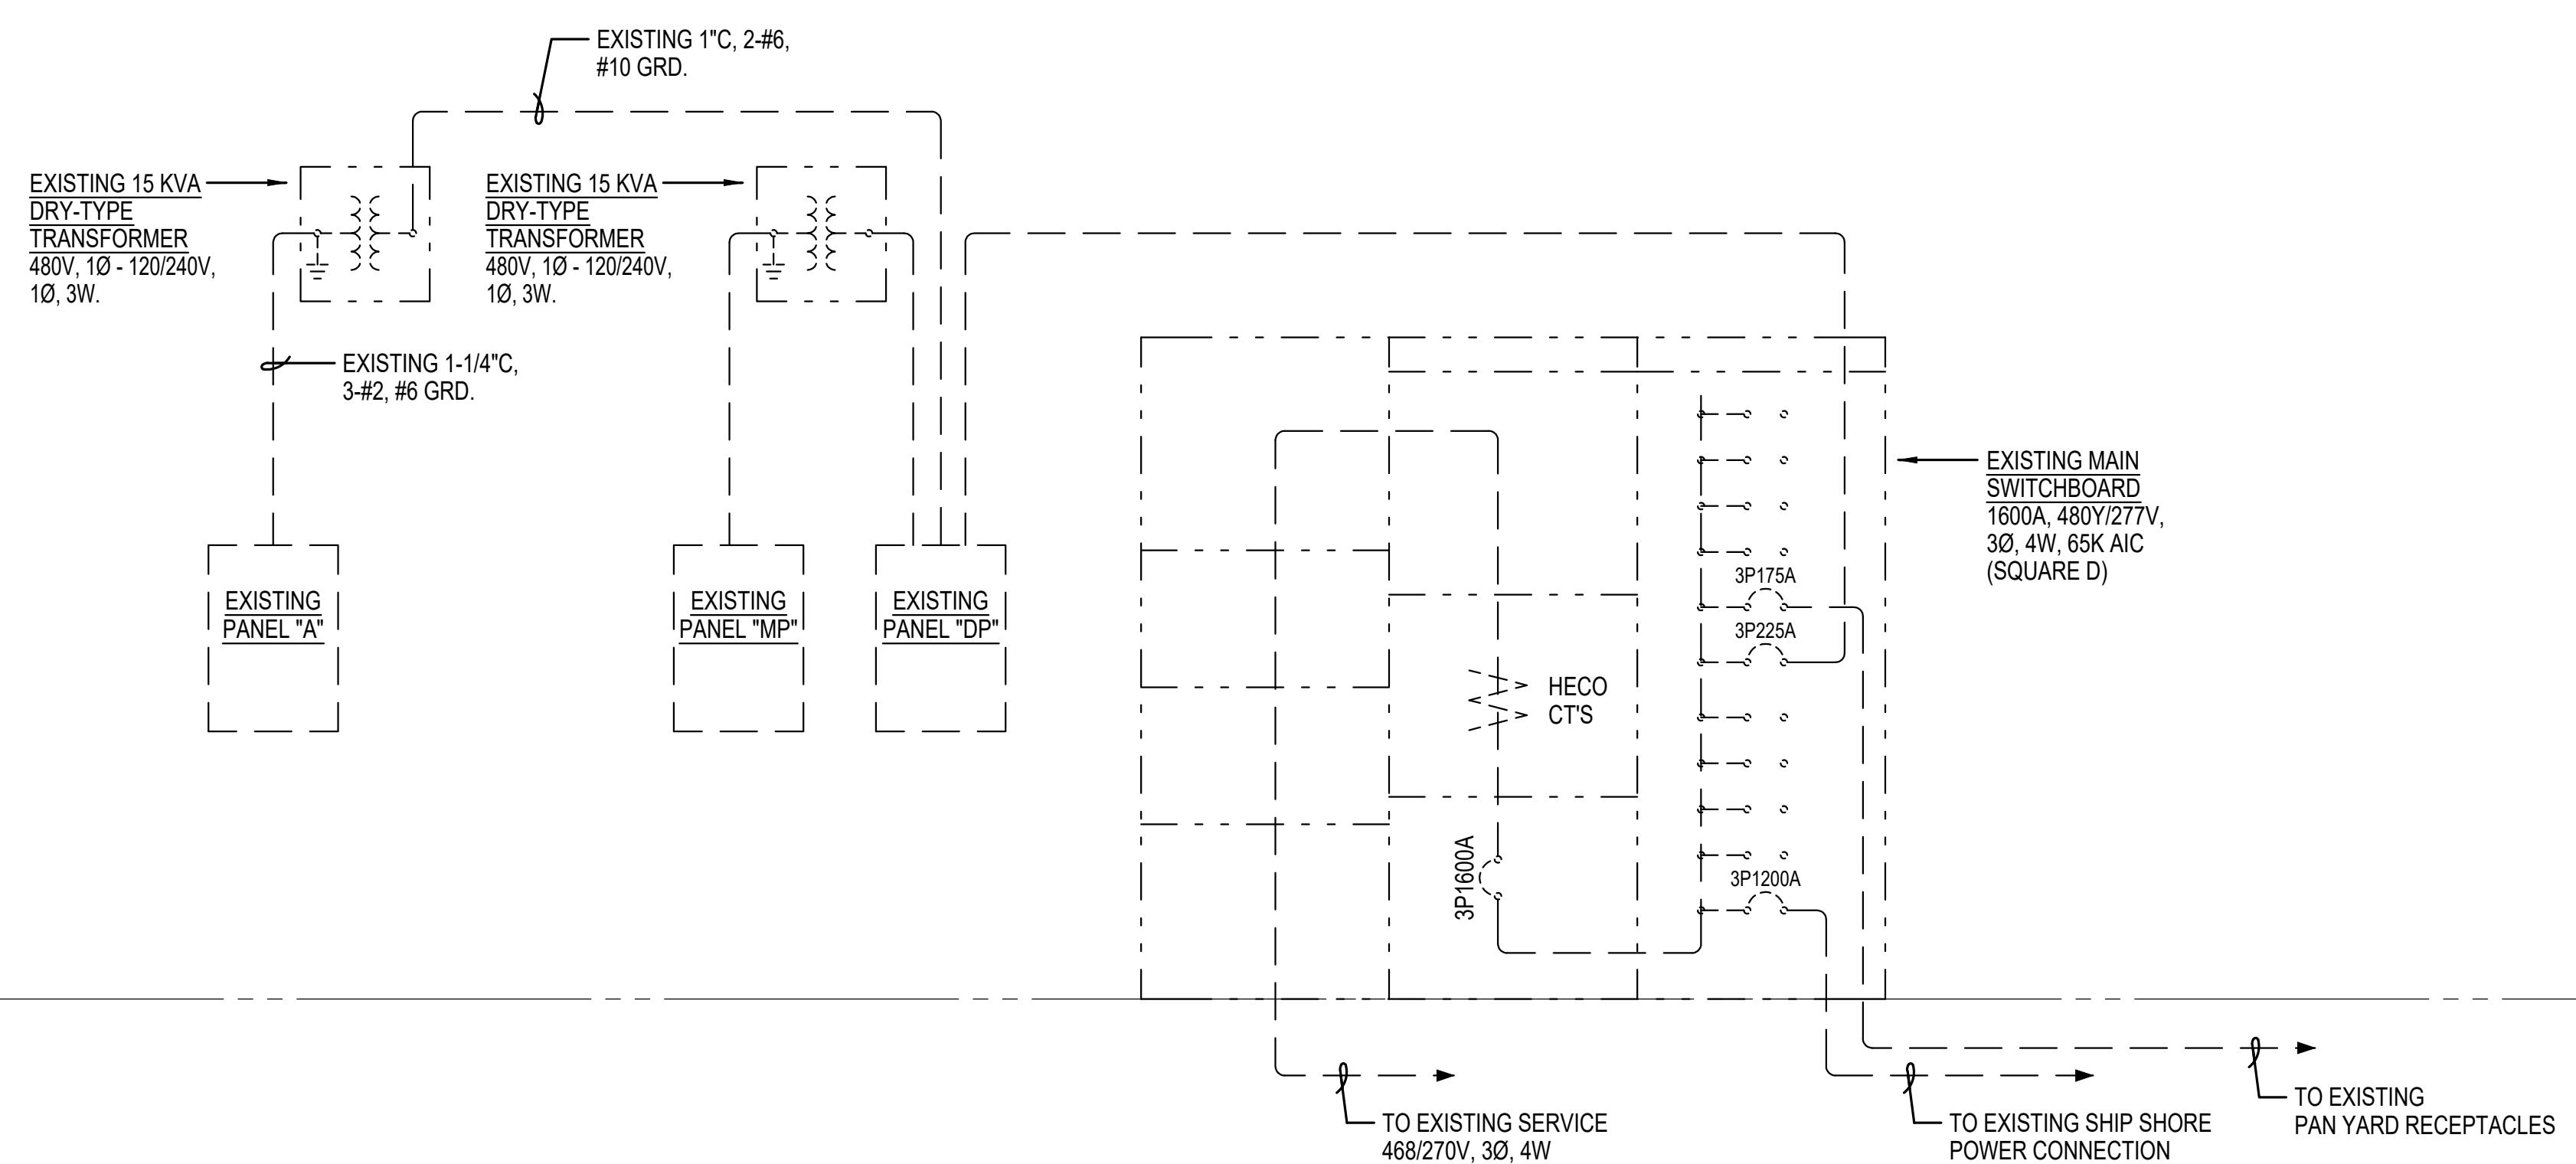 EXISTING 1"C, 2-#6,
#10 GRD.
EXISTING 15 KVA
DRY-TYPE
TRANSFORMER
480V, 1Ø - 120/240V,
1Ø, 3W.
EXISTING 15 KVA
DRY-TYPE
TRANSFORMER
480V, 1Ø - 120/240V,
1Ø, 3W.
EXISTING 1-1/4"C,
3-#2, #6 GRD.
EXISTING MAIN
SWITCHBOARD
1600A, 480Y/277V,
3Ø, 4W, 65K AIC
(SQUARE D)
EXISTING
PANEL "A"
EXISTING
PANEL "MP"
EXISTING
PANEL "DP"
3P175A
3P225A
HECO
CT'S
3P1600A
3P1200A
TO EXISTING SERVICE
468/270V, 3Ø, 4W
TO EXISTING SHIP SHORE
POWER CONNECTION
TO EXISTING
PAN YARD RECEPTACLES